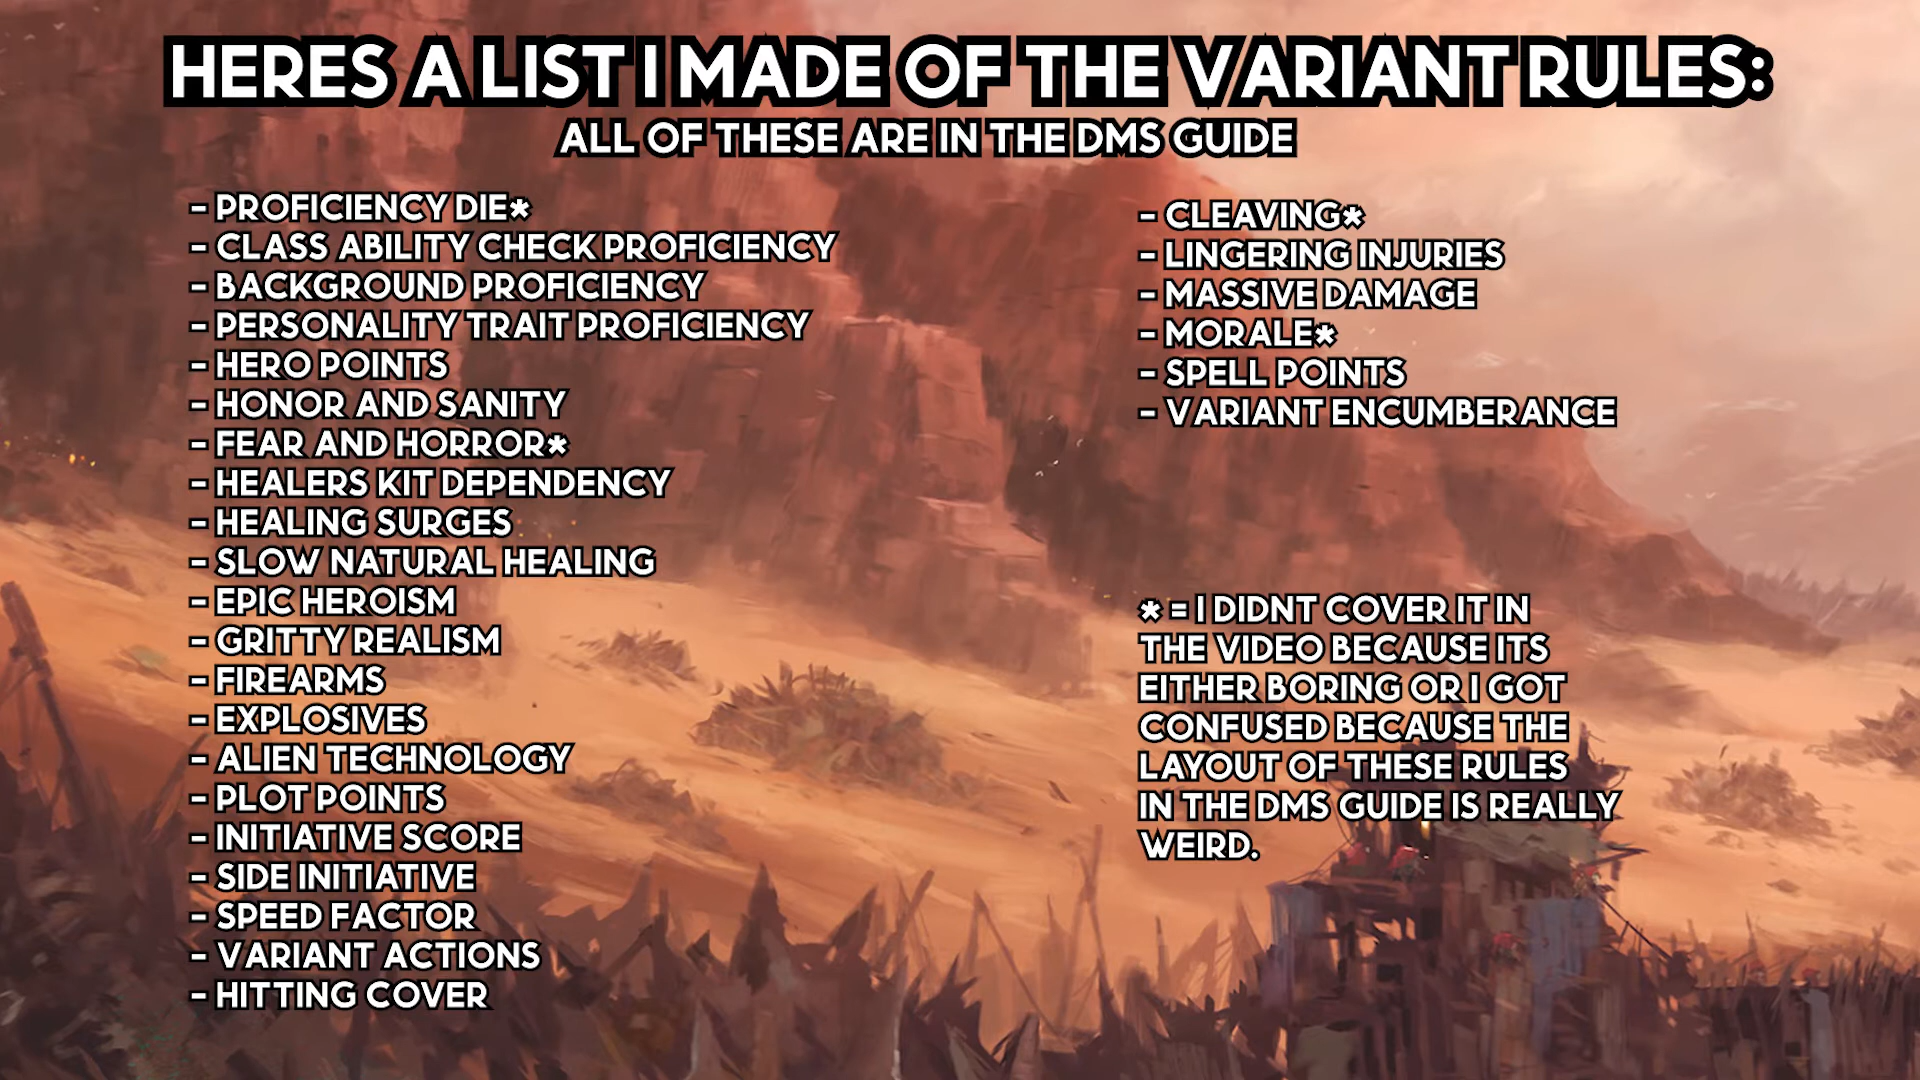 HERES A LIST I MADE OF THE VARIANT RULES:
ALL OF THESE ARE IN THE DMS GUIDE
- PROFICIENCY DIE*
- CLASS ABILITY CHECK PROFICIENCY
- BACKGROUND PROFICIENCY
- PERSONALITY TRAIT PROFICIENCY
- HERO POINTS
- HONOR AND SANITY
- FEAR AND HORROR*
- HEALERS KIT DEPENDENCY
- HEALING SURGES
- SLOW NATURAL HEALING
- EPIC HEROISM
- GRITTY REALISM
- FIREARMS
- EXPLOSIVES
- ALIEN TECHNOLOGY
- PLOT POINTS
- INITIATIVE SCORE
- SIDE INITIATIVE
- SPEED FACTOR
- VARIANT ACTIONS
- HITTING COVER
- CLEAVING*
- LINGERING INJURIES
- MASSIVE DAMAGE
- MORALE*
- SPELL POINTS
- VARIANT ENCUMBERANCE
* = I DIDNT COVER IT IN
THE VIDEO BECAUSE ITS
EITHER BORING OR I GOT
CONFUSED BECAUSE THE
LAYOUT OF THESE RULES
IN THE DMS GUIDE IS REALLY
WEIRD.